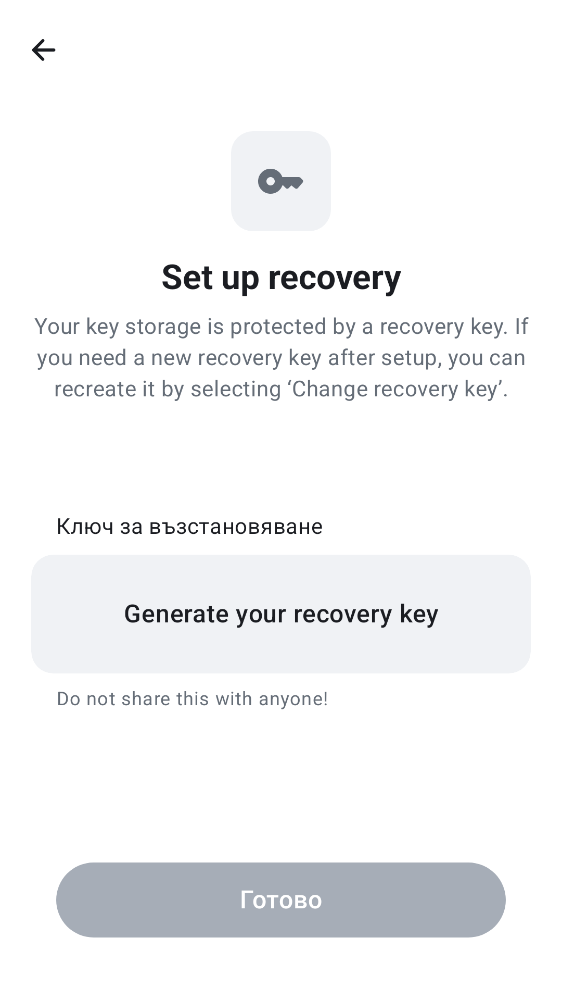 Set up recovery
Your key storage is protected by a recovery key. If
you need a new recovery key after setup, you can
recreate it by selecting ‘Change recovery key’.
Ключ за възстановяване
Generate your recovery key
Do not share this with anyone!
Готово